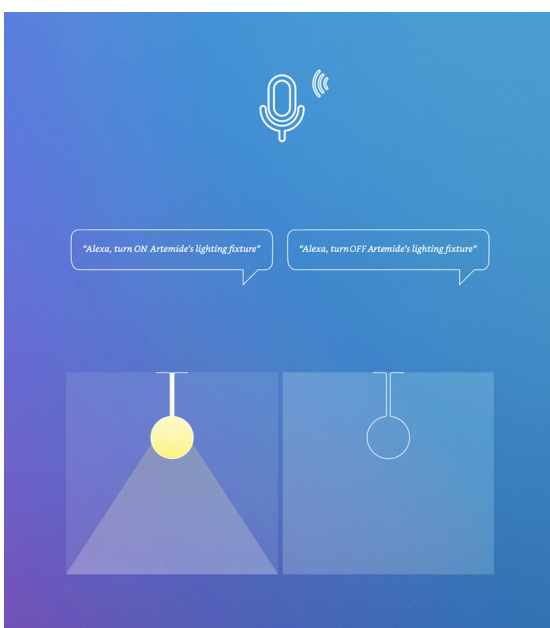 “Alexa, turn ON Artemide's lighting fixture”
“Alexa, turn OFF Artemide's lighting fixture”